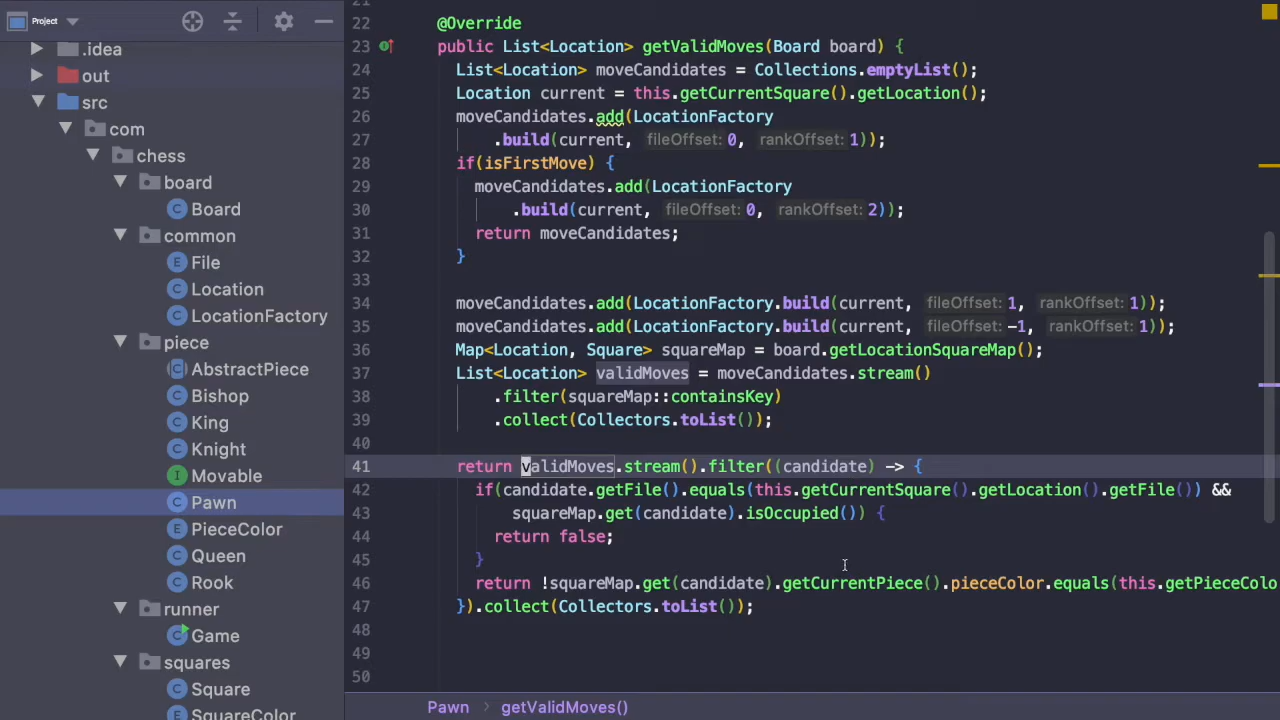 Project
.idea
out
src
com
chess
board
Board
common
File
Location
LocationFactory
piece
AbstractPiece
Bishop
King
Knight
Movable
Pawn
PieceColor
Queen
Rook
runner
Game
squares
Square
SquareColor
21
22 @Override
23 public List<Location> getValidMoves(Board board) {
24 List<Location> moveCandidates = Collections.emptyList();
25 Location current = this.getCurrentSquare().getLocation();
26 moveCandidates.add(LocationFactory
27 .build(current, fileOffset: 0, rankOffset: 1));
28 if(isFirstMove) {
29 moveCandidates.add(LocationFactory
30 .build(current, fileOffset: 0, rankOffset: 2));
31 return moveCandidates;
32 }
33
34 moveCandidates.add(LocationFactory.build(current, fileOffset: 1, rankOffset: 1));
35 moveCandidates.add(LocationFactory.build(current, fileOffset: -1, rankOffset: 1));
36 Map<Location, Square> squareMap = board.getLocationSquareMap();
37 List<Location> validMoves = moveCandidates.stream()
38 .filter(squareMap::containsKey)
39 .collect(Collectors.toList());
40
41 return validMoves.stream().filter((candidate) -> {
42 if(candidate.getFile().equals(this.getCurrentSquare().getLocation().getFile()) &&
43 squareMap.get(candidate).isOccupied()) {
44 return false;
45 }
46 return !squareMap.get(candidate).getCurrentPiece().pieceColor.equals(this.getPieceColo
47 }).collect(Collectors.toList());
48
49
50
Pawn > getValidMoves()